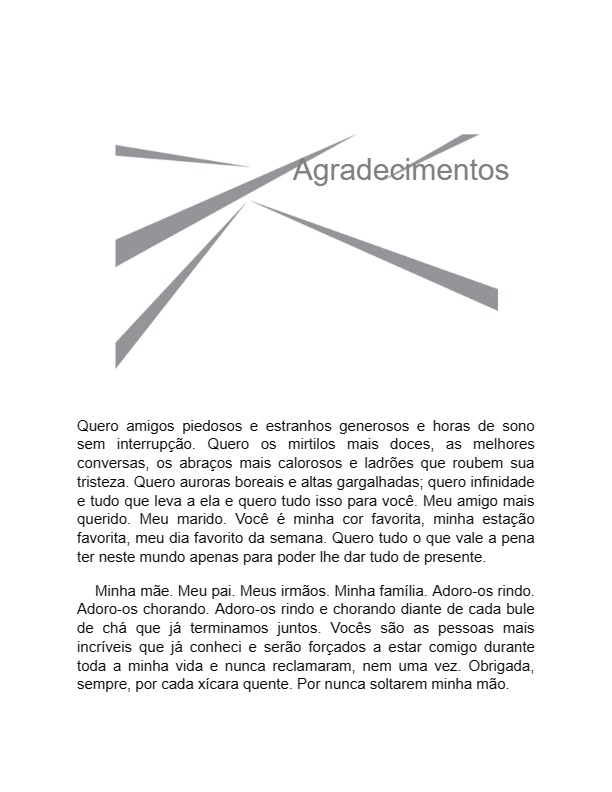 Agradecimentos
Quero amigos piedosos e estranhos generosos e horas de sono
sem interrupção. Quero os mirtilos mais doces, as melhores
conversas, os abraços mais calorosos e ladrões que roubem sua
tristeza. Quero auroras boreais e altas gargalhadas; quero infinidade
e tudo que leva a ela e quero tudo isso para você. Meu amigo mais
querido. Meu marido. Você é minha cor favorita, minha estação
favorita, meu dia favorito da semana. Quero tudo o que vale a pena
ter neste mundo apenas para poder lhe dar tudo de presente.
Minha mãe. Meu pai. Meus irmãos. Minha família. Adoro-os rindo.
Adoro-os chorando. Adoro-os rindo e chorando diante de cada bule
de chá que já terminamos juntos. Vocês são as pessoas mais
incríveis que já conheci e serão forçados a estar comigo durante
toda a minha vida e nunca reclamaram, nem uma vez. Obrigada,
sempre, por cada xícara quente. Por nunca soltarem minha mão.